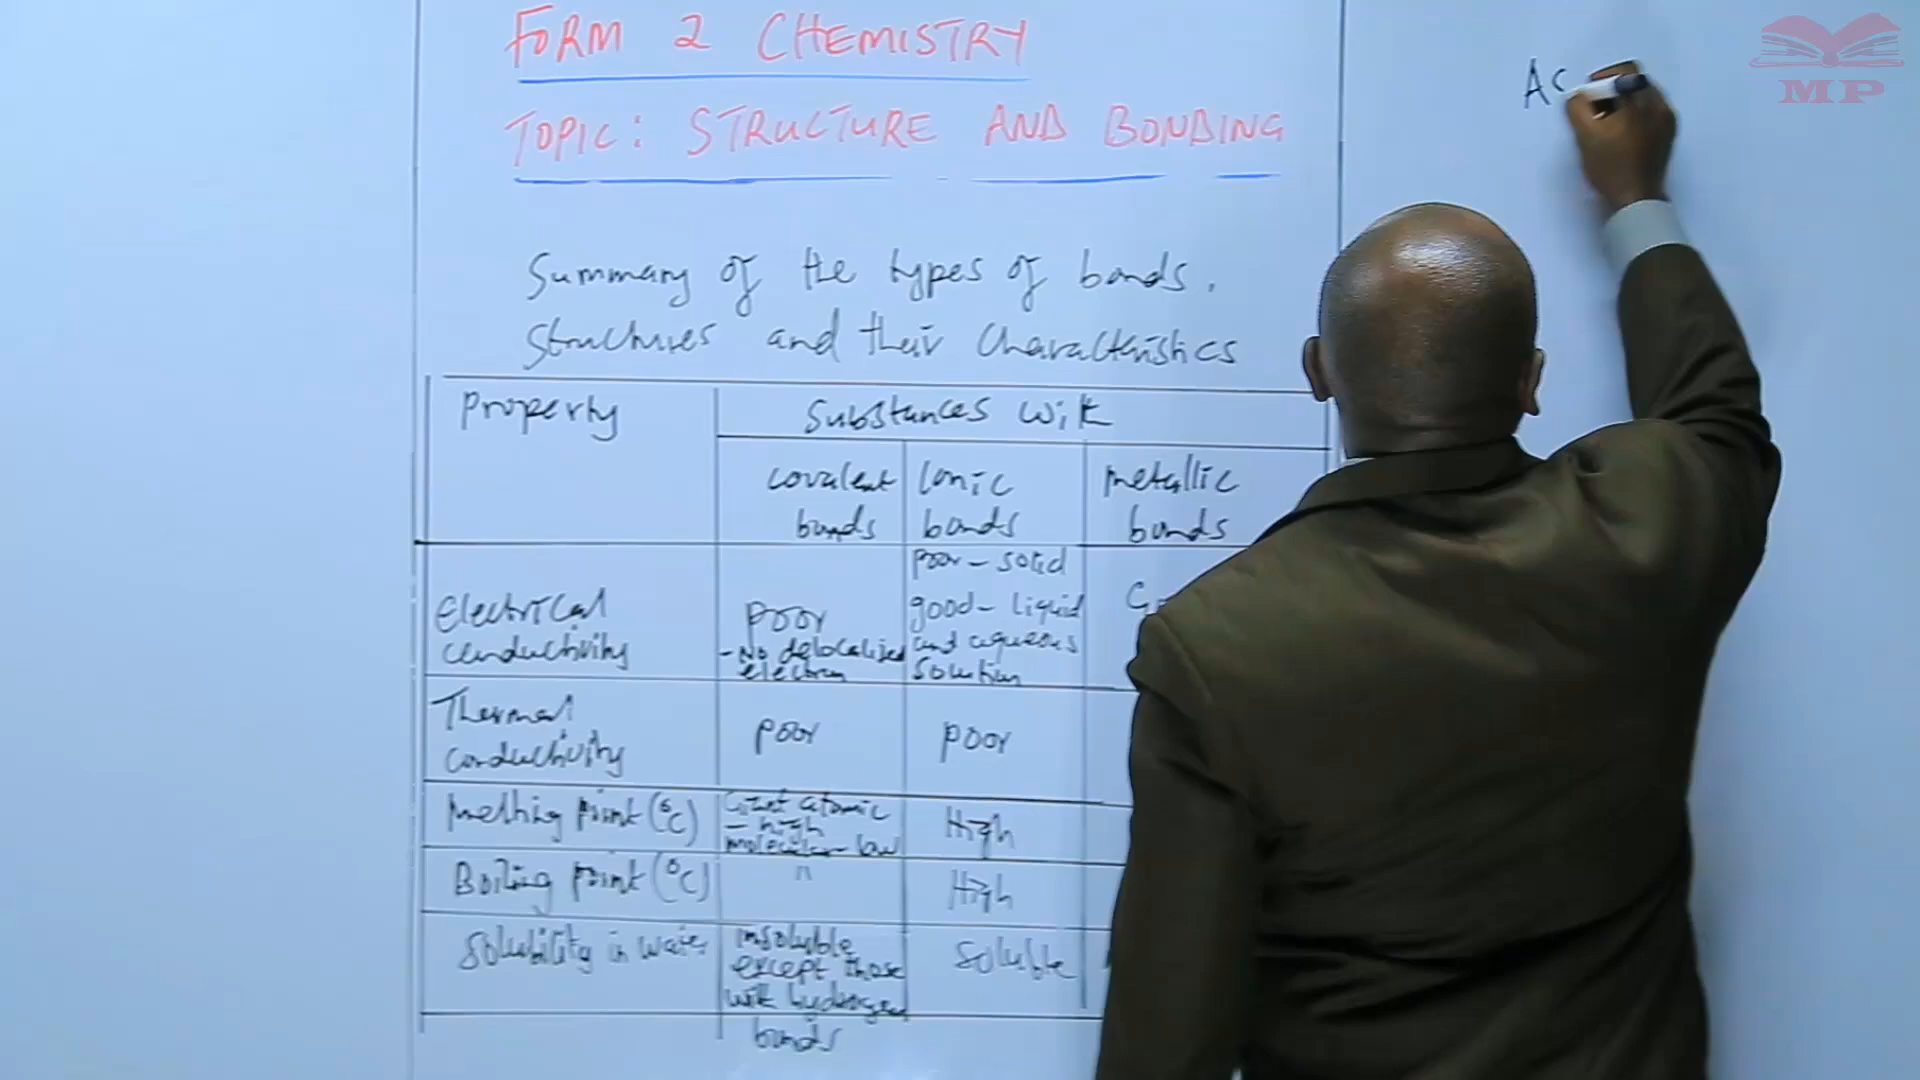 FORM 2 CHEMISTRY
TOPIC: STRUCTURE AND BONDING
Summary of the types of bonds,
structures and their characteristics
Property
Substances with
covalent bonds
Ionic bonds
metallic bonds
Electrical conductivity
poor
- No delocalised electron
poor - solid
good - liquid
and aqueous
solution
Thermal conductivity
poor
poor
Melting point (°C)
Giant atomic
- high
molecular - low
High
Boiling point (°C)
"
High
Solubility in water
insoluble
except those
with hydrogen
bonds
Soluble
MP